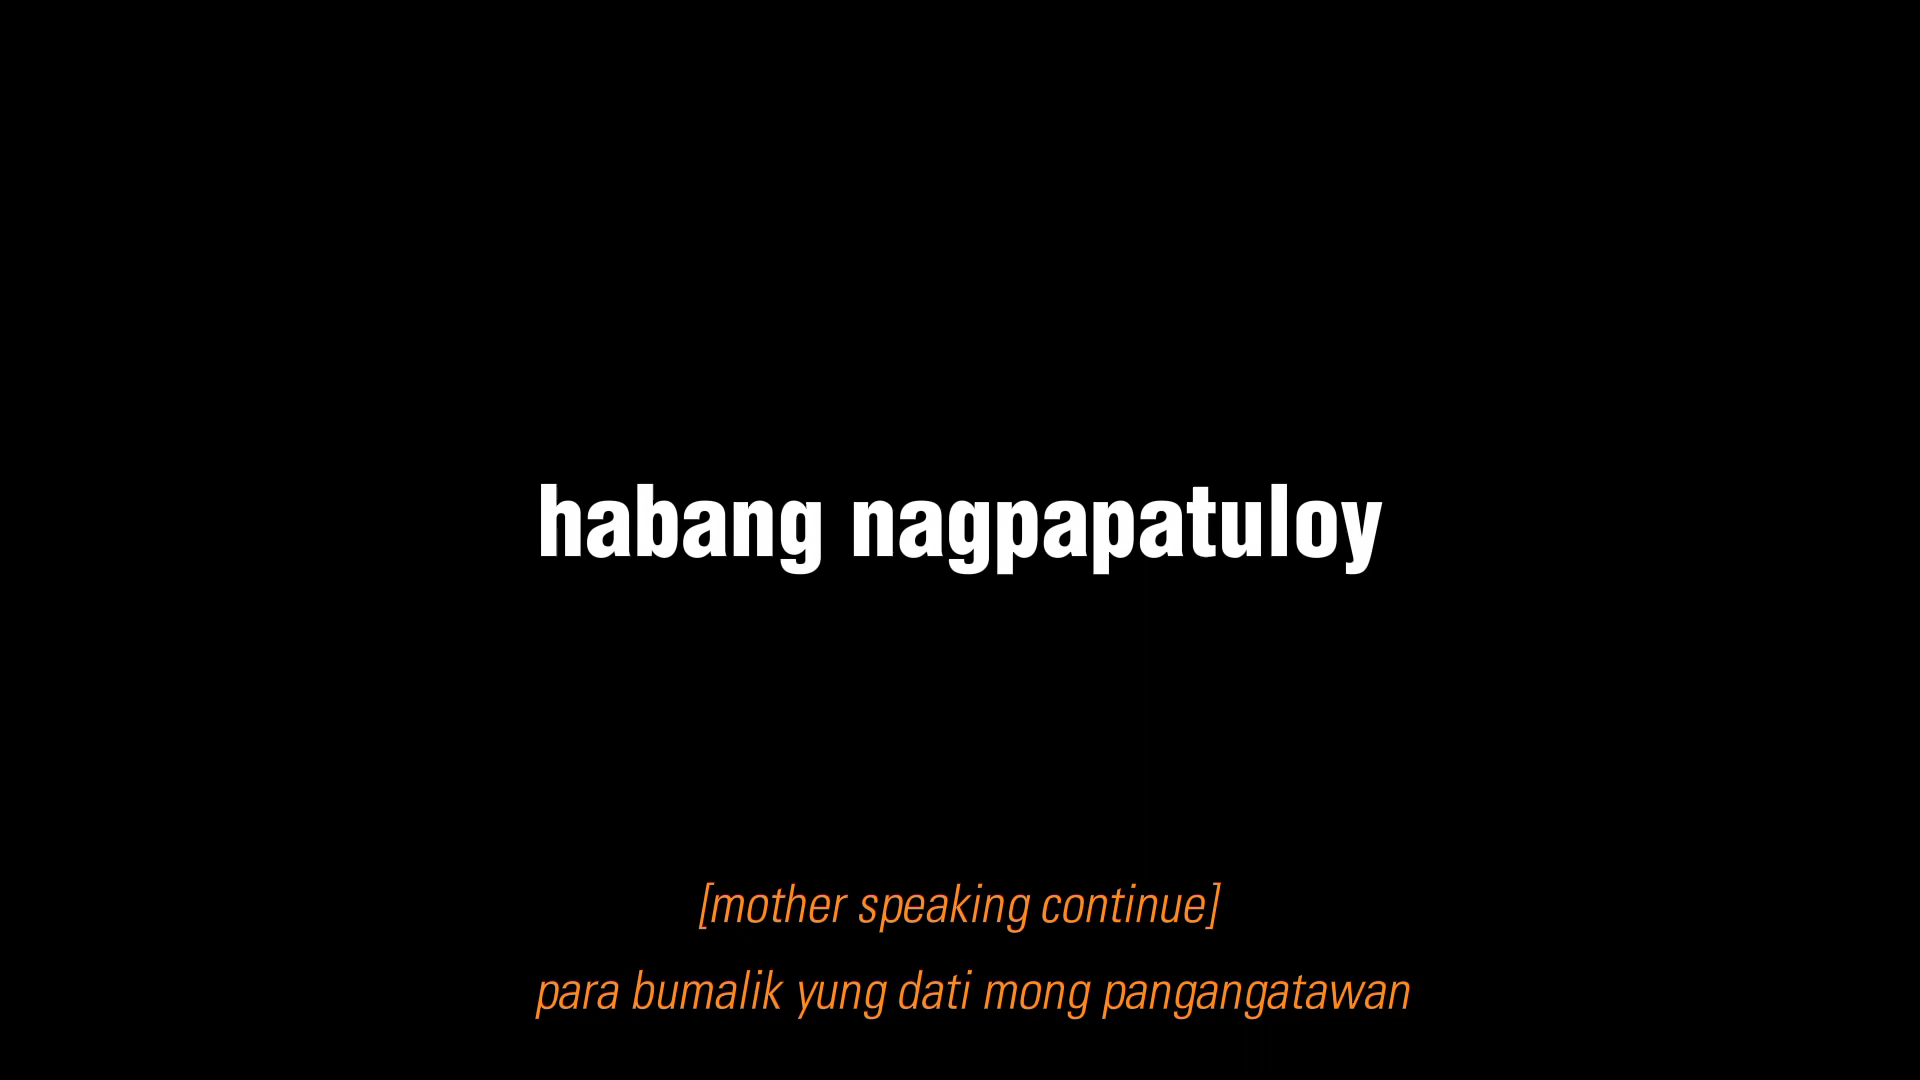 habang nagpapatuloy
[mother speaking continue]
para bumalik yung dati mong pangangatawan